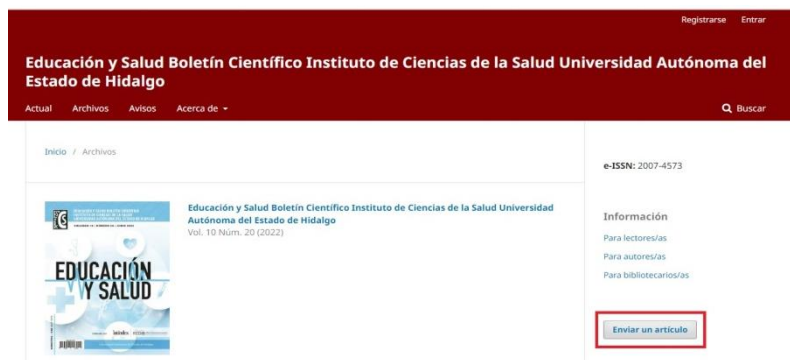 Registrarse Entrar
Educación y Salud Boletín Científico Instituto de Ciencias de la Salud Universidad Autónoma del
Estado de Hidalgo
Actual Archivos Avisos Acerca de
Buscar
Inicio / Archivos
Educación y Salud Boletín Científico Instituto de Ciencias de la Salud Universidad
Autónoma del Estado de Hidalgo
Vol. 10 Núm. 20 (2022)
EDUCACIÓN
Y SALUD
e-ISSN: 2007-4573
Información
Para lectores/as
Para autores/as
Para bibliotecarios/as
Enviar un artículo